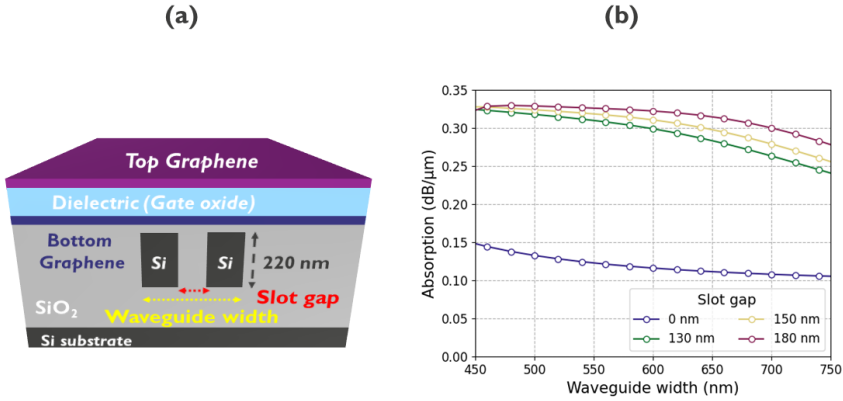 (a)
Top Graphene
Dielectric (Gate oxide)
Bottom
Graphene
Si
Si
220 nm
Slot gap
SiO2
Waveguide width
Si substrate
(b)
Absorption (dB/μm)
0.35
0.30
0.25
0.20
0.15
0.10
0.05
0.00
Slot gap
0 nm
130 nm
150 nm
180 nm
450
500
550
600
650
700
750
Waveguide width (nm)